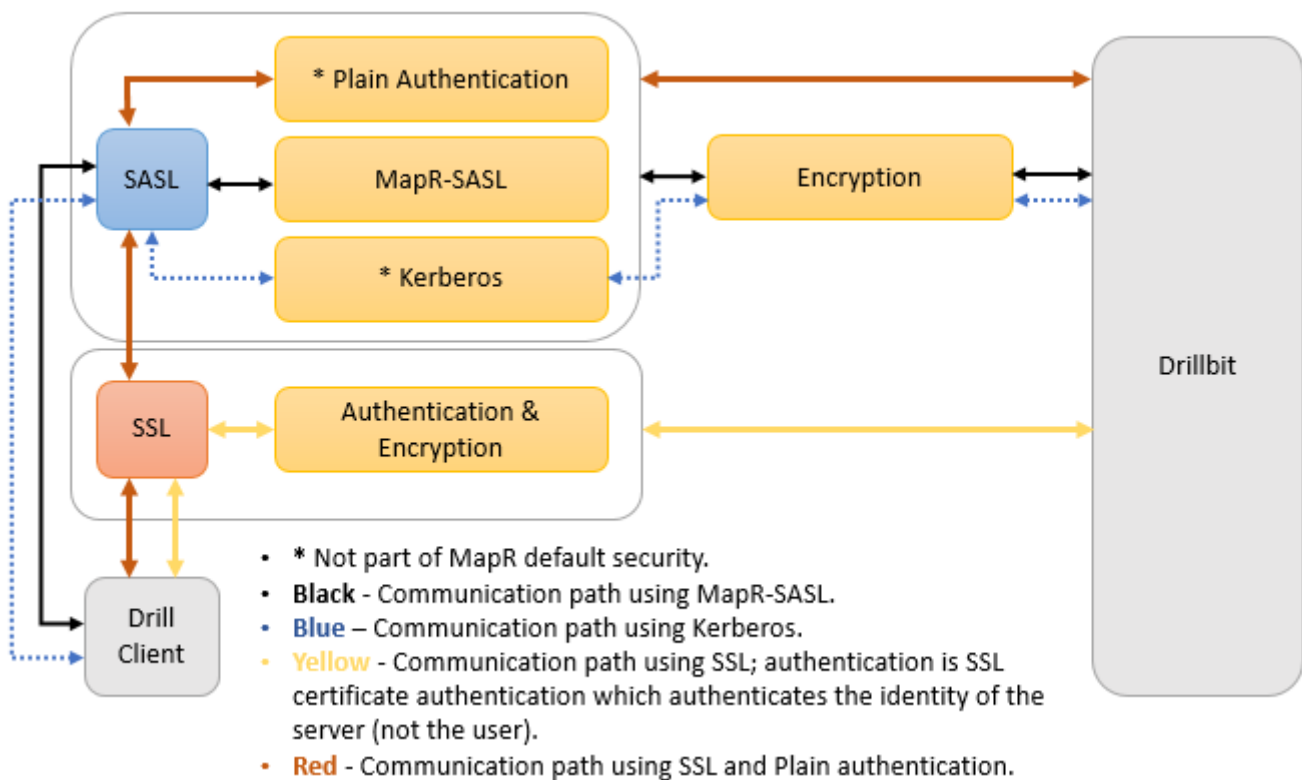 * Plain Authentication
SASL
MapR-SASL
Encryption
* Kerberos
Drillbit
SSL
Authentication &
Encryption
Drill
Client
• * Not part of MapR default security.
• Black - Communication path using MapR-SASL.
• Blue – Communication path using Kerberos.
• Yellow - Communication path using SSL; authentication is SSL
certificate authentication which authenticates the identity of the
server (not the user).
• Red - Communication path using SSL and Plain authentication.